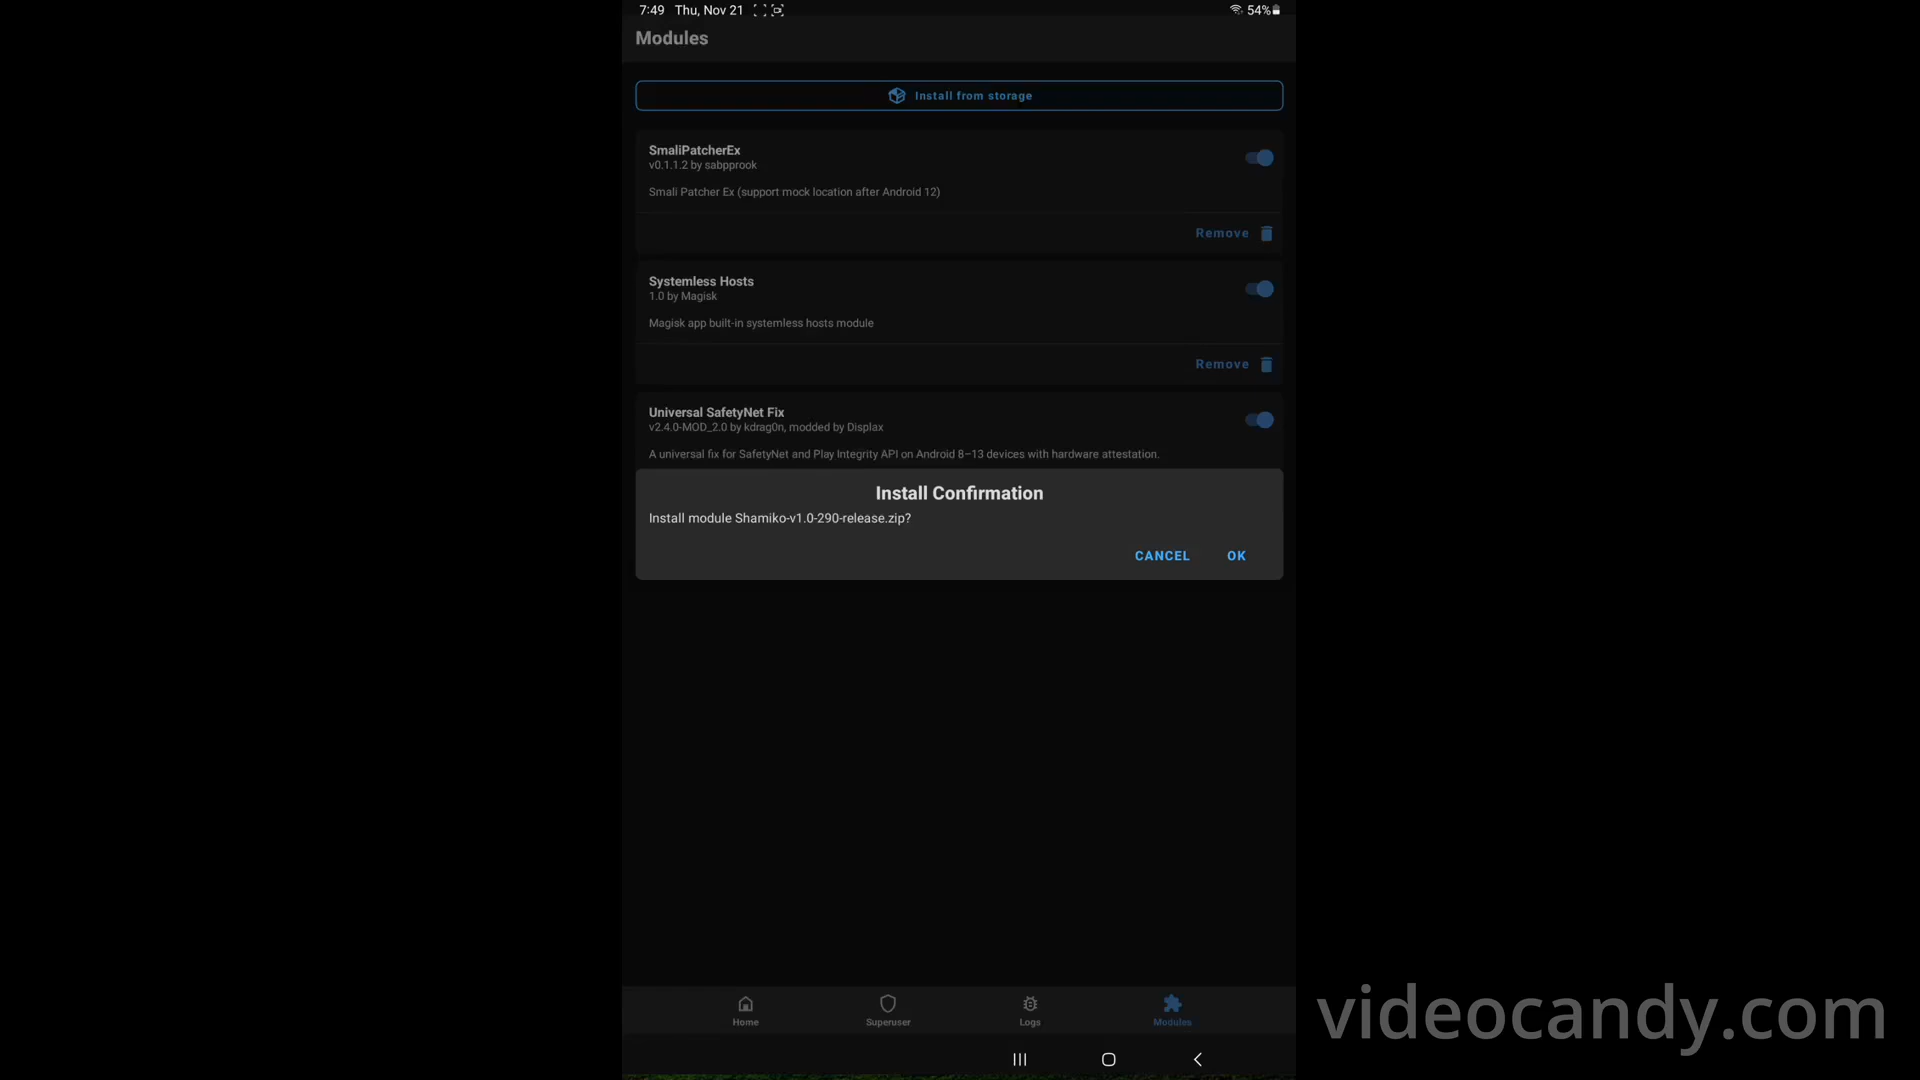 7:49 Thu, Nov 21 54%
Modules
Install from storage
SmaliPatcherEx
v0.1.1.2 by sabpprook
Smali Patcher Ex (support mock location after Android 12)
Remove
Systemless Hosts
1.0 by Magisk
Magisk app built-in systemless hosts module
Remove
Universal SafetyNet Fix
v2.4.0-MOD_2.0 by kdrag0n, modded by Displax
A universal fix for SafetyNet and Play Integrity API on Android 8–13 devices with hardware attestation.
Install Confirmation
Install module Shamiko-v1.0-290-release.zip?
CANCEL OK
Home Superuser Logs Modules
videocandy.com